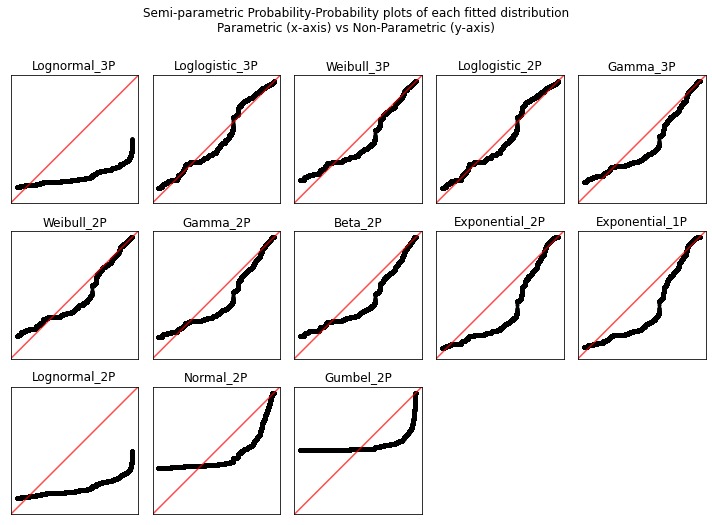 Semi-parametric Probability-Probability plots of each fitted distribution
Parametric (x-axis) vs Non-Parametric (y-axis)
Lognormal_3P
Loglogistic_3P
Weibull_3P
Loglogistic_2P
Gamma_3P
Weibull_2P
Gamma_2P
Beta_2P
Exponential_2P
Exponential_1P
Lognormal_2P
Normal_2P
Gumbel_2P